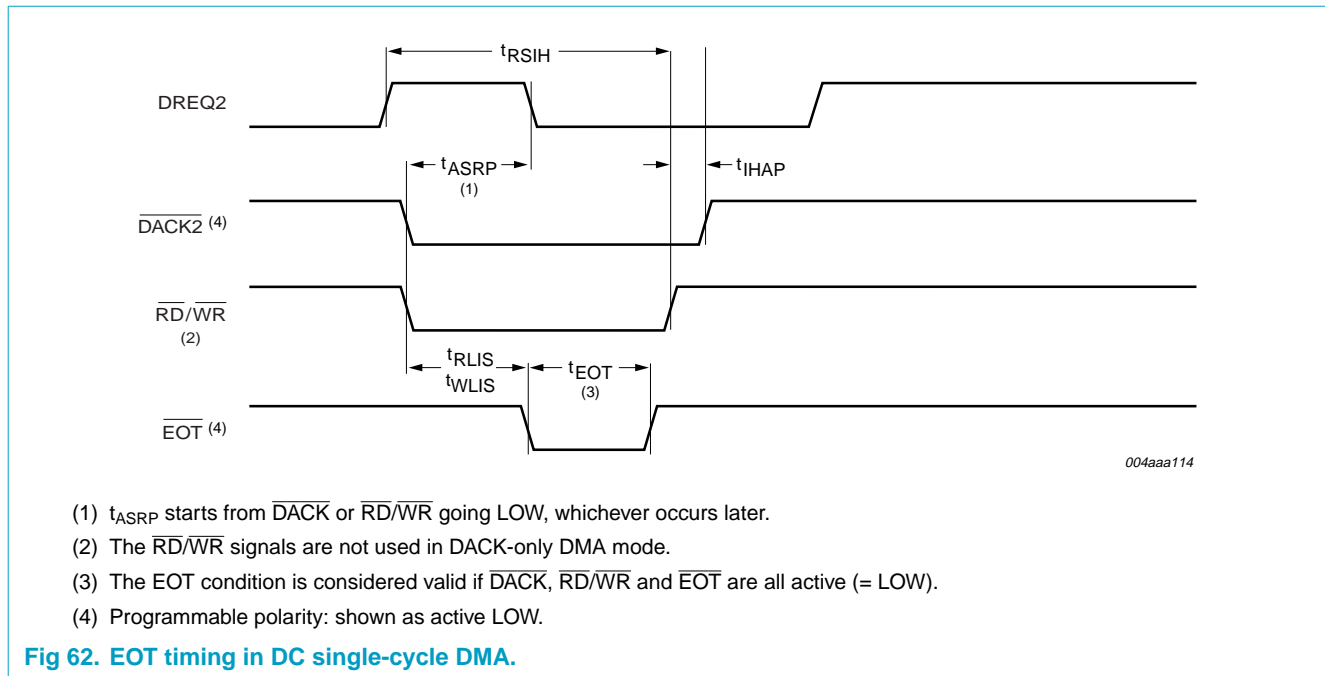 tRSIH
DREQ2
tASRP
(1)
tIHAP
DACK2 (4)
RD/WR
(2)
tRLIS
tWLIS
tEOT
(3)
EOT (4)
004aaa114
(1) tASRP starts from DACK or RD/WR going LOW, whichever occurs later.
(2) The RD/WR signals are not used in DACK-only DMA mode.
(3) The EOT condition is considered valid if DACK, RD/WR and EOT are all active (= LOW).
(4) Programmable polarity: shown as active LOW.
Fig 62. EOT timing in DC single-cycle DMA.